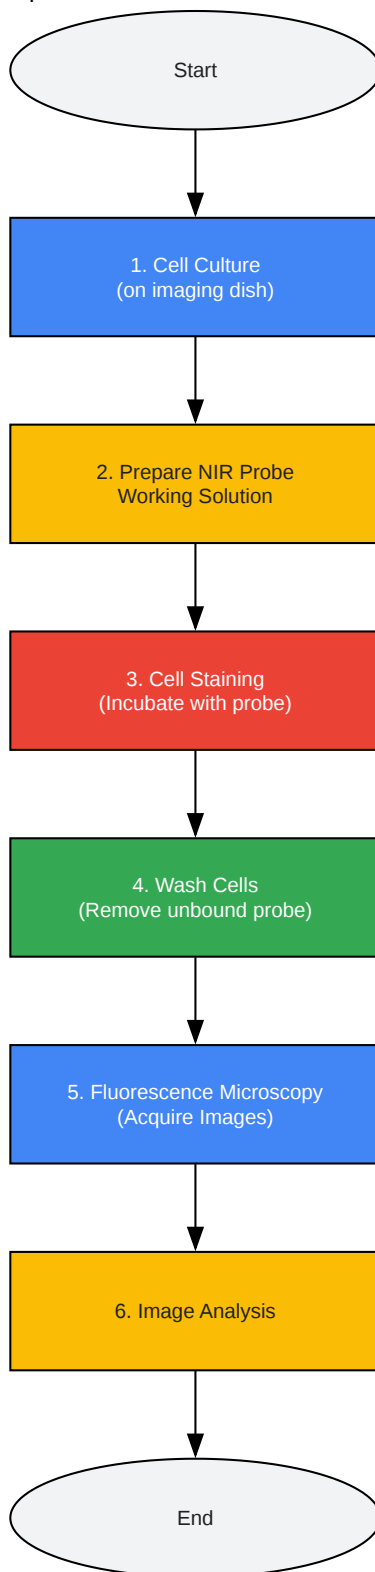 Start
1. Cell Culture
(on imaging dish)
2. Prepare NIR Probe
Working Solution
3. Cell Staining
(Incubate with probe)
4. Wash Cells
(Remove unbound probe)
5. Fluorescence Microscopy
(Acquire Images)
6. Image Analysis
End